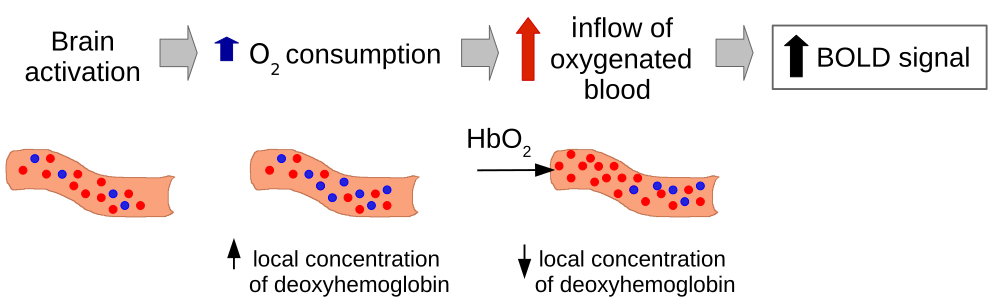 Brain
activation
O2 consumption
inflow of
oxygenated
blood
BOLD signal
HbO2
local concentration
of deoxyhemoglobin
local concentration
of deoxyhemoglobin